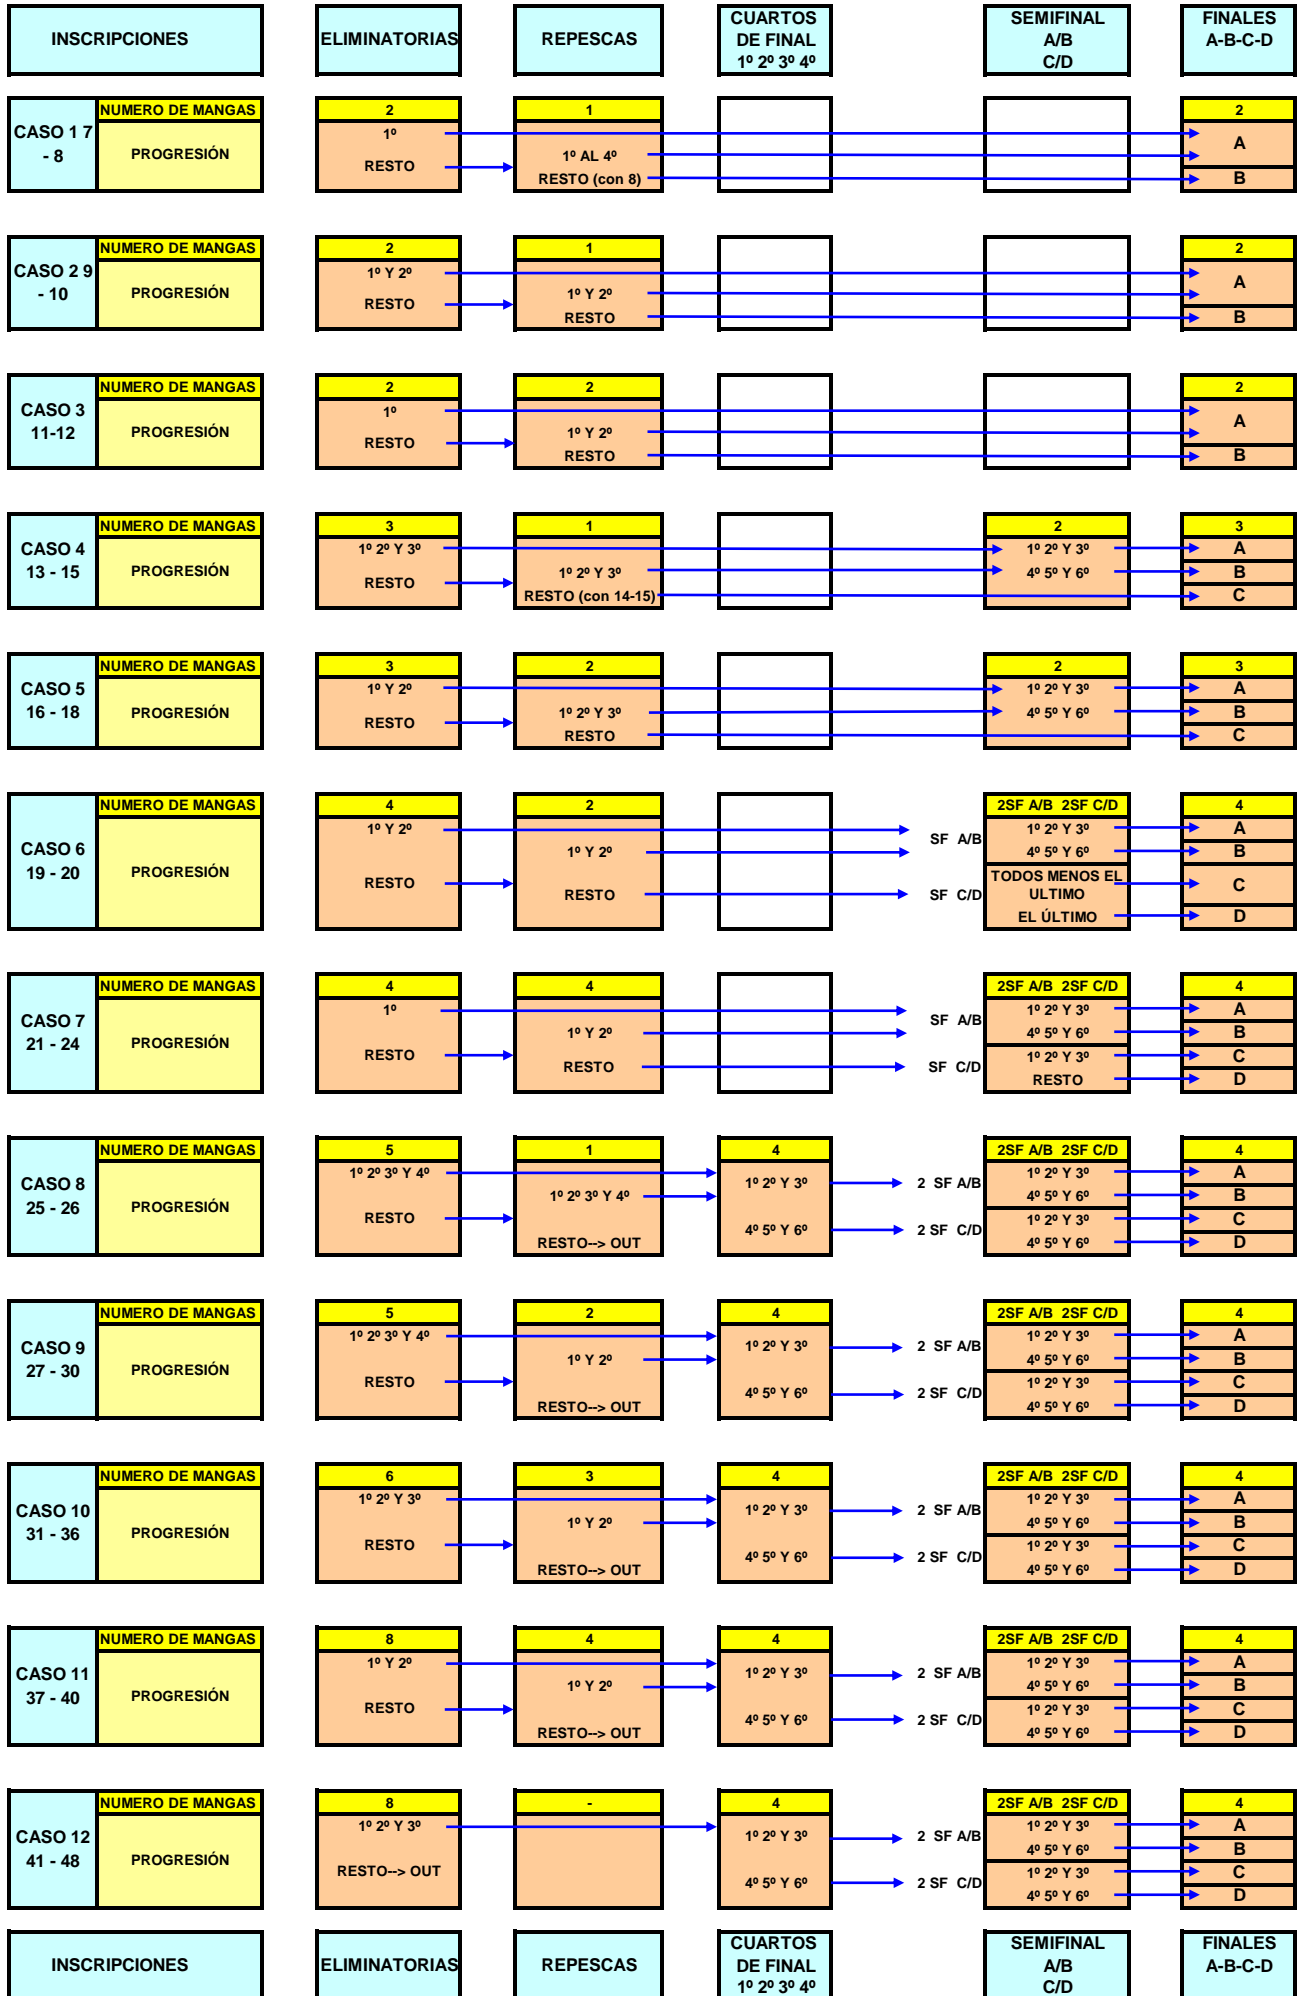 INSCRIPCIONES
ELIMINATORIAS
REPESCAS
CUARTOS
DE FINAL
1º 2º 3º 4º
SEMIFINAL
A/B
C/D
FINALES
A-B-C-D
CASO 1 7
- 8
NUMERO DE MANGAS
PROGRESIÓN
2
1º
RESTO
1
1º AL 4º
RESTO (con 8)
2
A
B
CASO 2 9
- 10
NUMERO DE MANGAS
PROGRESIÓN
2
1º Y 2º
RESTO
1
1º Y 2º
RESTO
2
A
B
CASO 3
11-12
NUMERO DE MANGAS
PROGRESIÓN
2
1º
RESTO
2
1º Y 2º
RESTO
2
A
B
CASO 4
13 - 15
NUMERO DE MANGAS
PROGRESIÓN
3
1º 2º Y 3º
RESTO
1
1º 2º Y 3º
RESTO (con 14-15)
2
1º 2º Y 3º
4º 5º Y 6º
3
A
B
C
CASO 5
16 - 18
NUMERO DE MANGAS
PROGRESIÓN
3
1º Y 2º
RESTO
2
1º 2º Y 3º
RESTO
2
1º 2º Y 3º
4º 5º Y 6º
3
A
B
C
CASO 6
19 - 20
NUMERO DE MANGAS
PROGRESIÓN
4
1º Y 2º
RESTO
2
1º Y 2º
RESTO
SF A/B
SF C/D
2SF A/B 2SF C/D
1º 2º Y 3º
4º 5º Y 6º
TODOS MENOS EL
ULTIMO
EL ÚLTIMO
4
A
B
C
D
CASO 7
21 - 24
NUMERO DE MANGAS
PROGRESIÓN
4
1º
RESTO
4
1º Y 2º
RESTO
SF A/B
SF C/D
2SF A/B 2SF C/D
1º 2º Y 3º
4º 5º Y 6º
1º 2º Y 3º
RESTO
4
A
B
C
D
CASO 8
25 - 26
NUMERO DE MANGAS
PROGRESIÓN
5
1º 2º 3º Y 4º
RESTO
1
1º 2º 3º Y 4º
RESTO--> OUT
4
1º 2º Y 3º
4º 5º Y 6º
2 SF A/B
2 SF C/D
2SF A/B 2SF C/D
1º 2º Y 3º
4º 5º Y 6º
1º 2º Y 3º
4º 5º Y 6º
4
A
B
C
D
CASO 9
27 - 30
NUMERO DE MANGAS
PROGRESIÓN
5
1º 2º 3º Y 4º
RESTO
2
1º Y 2º
RESTO--> OUT
4
1º 2º Y 3º
4º 5º Y 6º
2 SF A/B
2 SF C/D
2SF A/B 2SF C/D
1º 2º Y 3º
4º 5º Y 6º
1º 2º Y 3º
4º 5º Y 6º
4
A
B
C
D
CASO 10
31 - 36
NUMERO DE MANGAS
PROGRESIÓN
6
1º 2º Y 3º
RESTO
3
1º Y 2º
RESTO--> OUT
4
1º 2º Y 3º
4º 5º Y 6º
2 SF A/B
2 SF C/D
2SF A/B 2SF C/D
1º 2º Y 3º
4º 5º Y 6º
1º 2º Y 3º
4º 5º Y 6º
4
A
B
C
D
CASO 11
37 - 40
NUMERO DE MANGAS
PROGRESIÓN
8
1º Y 2º
RESTO
4
1º Y 2º
RESTO--> OUT
4
1º 2º Y 3º
4º 5º Y 6º
2 SF A/B
2 SF C/D
2SF A/B 2SF C/D
1º 2º Y 3º
4º 5º Y 6º
1º 2º Y 3º
4º 5º Y 6º
4
A
B
C
D
CASO 12
41 - 48
NUMERO DE MANGAS
PROGRESIÓN
8
1º 2º Y 3º
RESTO--> OUT
-
4
1º 2º Y 3º
4º 5º Y 6º
2 SF A/B
2 SF C/D
2SF A/B 2SF C/D
1º 2º Y 3º
4º 5º Y 6º
1º 2º Y 3º
4º 5º Y 6º
4
A
B
C
D
INSCRIPCIONES
ELIMINATORIAS
REPESCAS
CUARTOS
DE FINAL
1º 2º 3º 4º
SEMIFINAL
A/B
C/D
FINALES
A-B-C-D